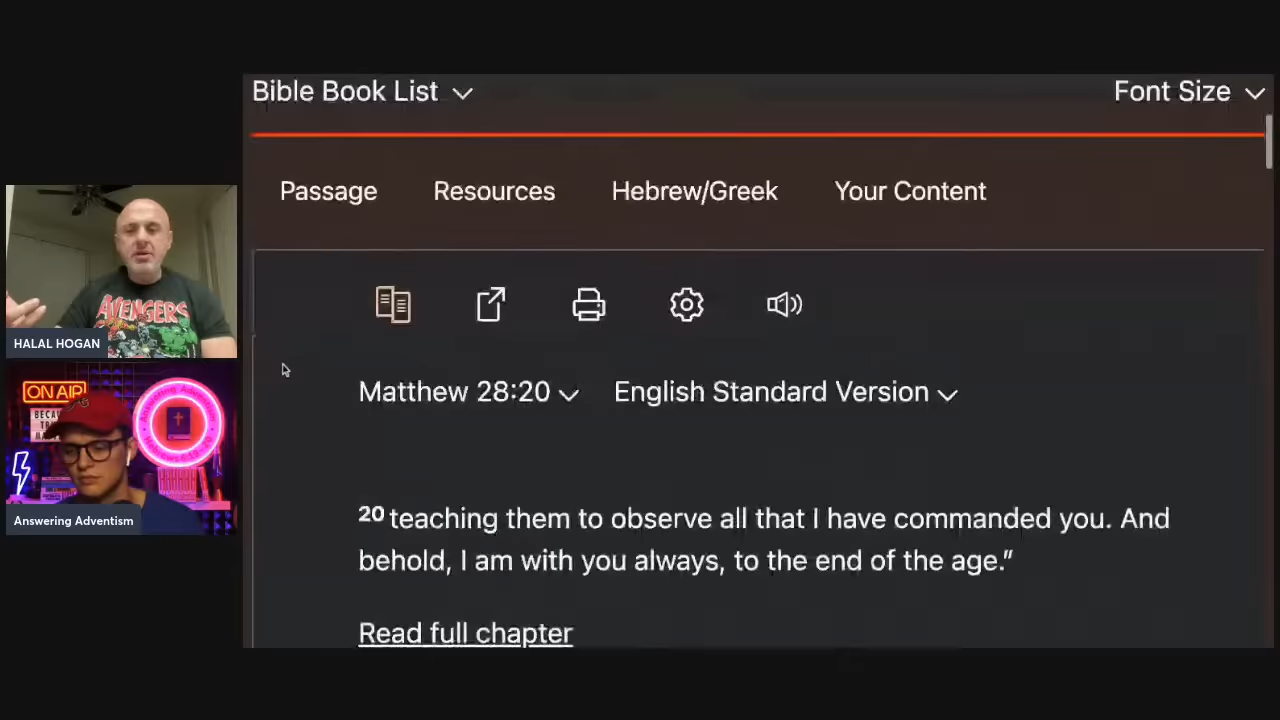 Bible Book List
Font Size
Passage
Resources
Hebrew/Greek
Your Content
Matthew 28:20
English Standard Version
20 teaching them to observe all that I have commanded you. And
behold, I am with you always, to the end of the age.”
Read full chapter
AVENGERS
HALAL HOGAN
ON AIR
Answering Adventism